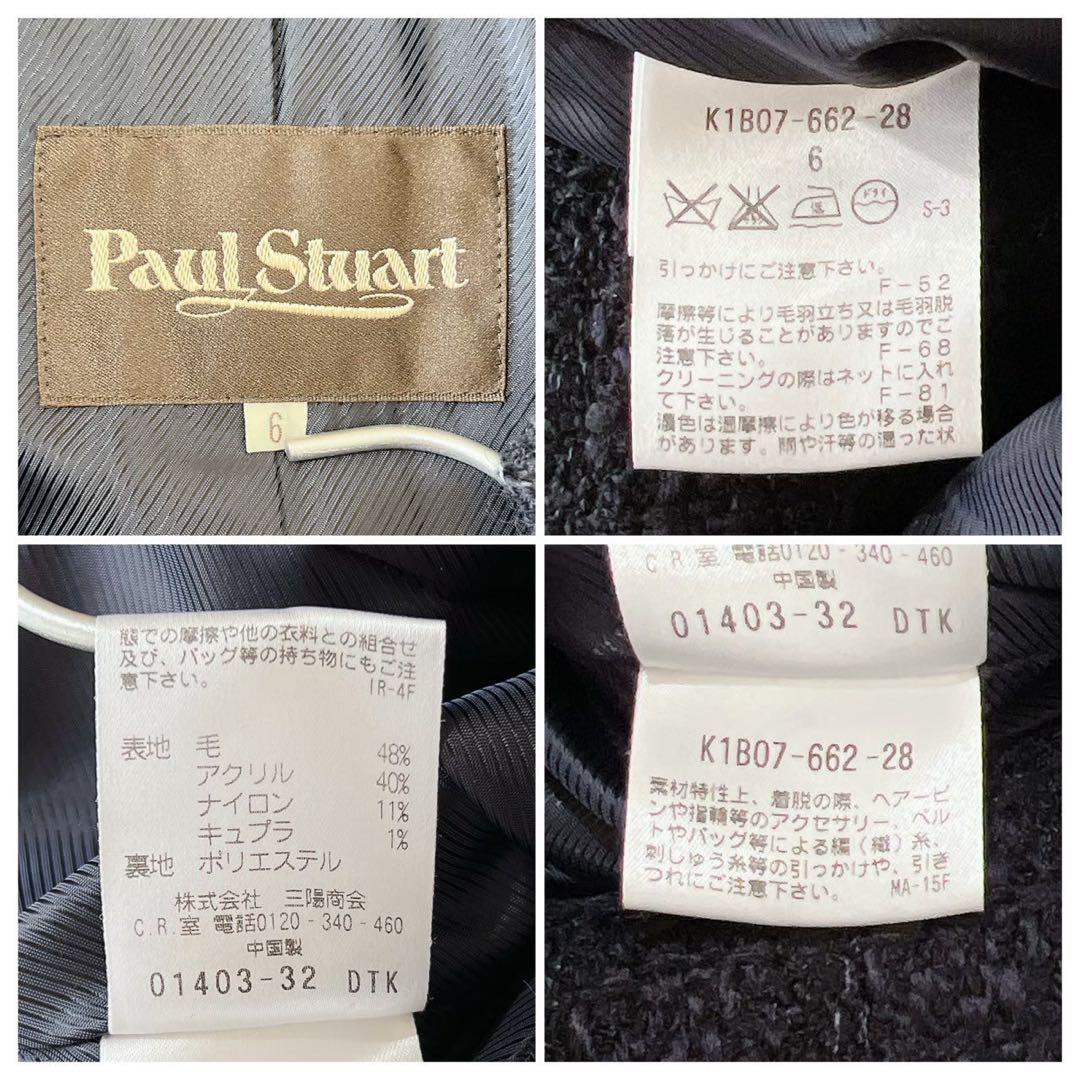 Paul Stuart
6
K1B07-662-28
6
低
ドライ
S-3
引っかけにご注意下さい。
F-52
摩擦等により毛羽立ち又は毛羽脱
落が生じることがありますのでご
注意下さい。
F-68
クリーニングの際はネットに入れ
て下さい。
F-81
濃色は湿摩擦により色が移る場合
があります。雨や汗等の湿った状
態での摩擦や他の衣料との組合せ
及び、バッグ等の持ち物にもご注
意下さい。
IR-4F
表地 毛 48%
アクリル 40%
ナイロン 11%
キュプラ 1%
裏地 ポリエステル
株式会社 三陽商会
C.R.室 電話0120-340-460
中国製
01403-32 DTK
C.R.室 電話0120-340-460
中国製
01403-32 DTK
K1B07-662-28
素材特性上、着脱の際、ヘアーピ
ンや指輪等のアクセサリー、ベル
トやバッグ等による編（織）糸、
刺しゅう糸等の引っかけや、引き
つれにご注意下さい。
MA-15F